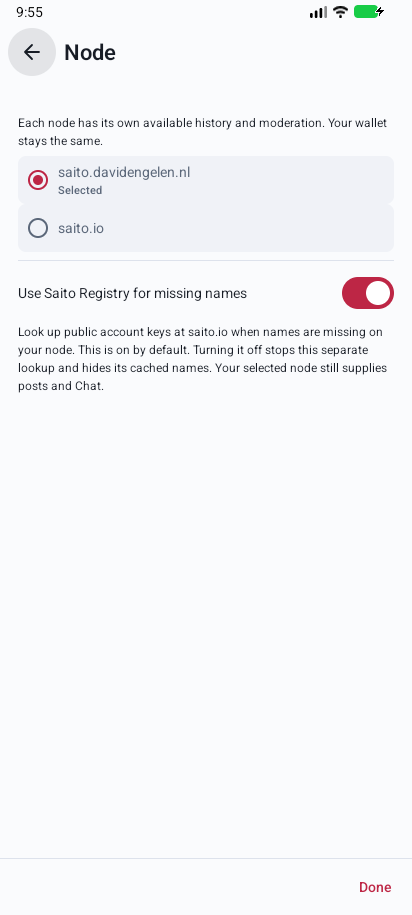 9:55
Node
Each node has its own available history and moderation. Your wallet
stays the same.
saito.davidengelen.nl
Selected
saito.io
Use Saito Registry for missing names
Look up public account keys at saito.io when names are missing on
your node. This is on by default. Turning it off stops this separate
lookup and hides its cached names. Your selected node still supplies
posts and Chat.
Done